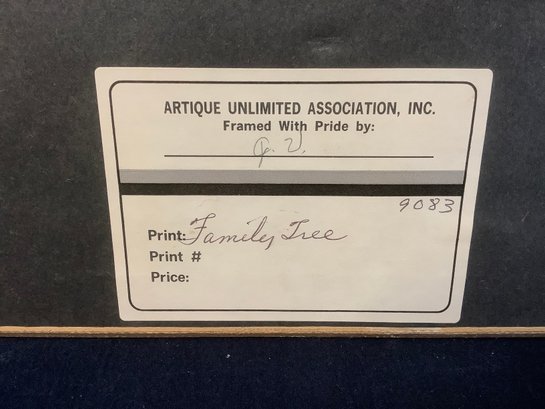 ARTIQUE UNLIMITED ASSOCIATION, INC.
Framed With Pride by:
9083
Print: Family Tree
Print #
Price: